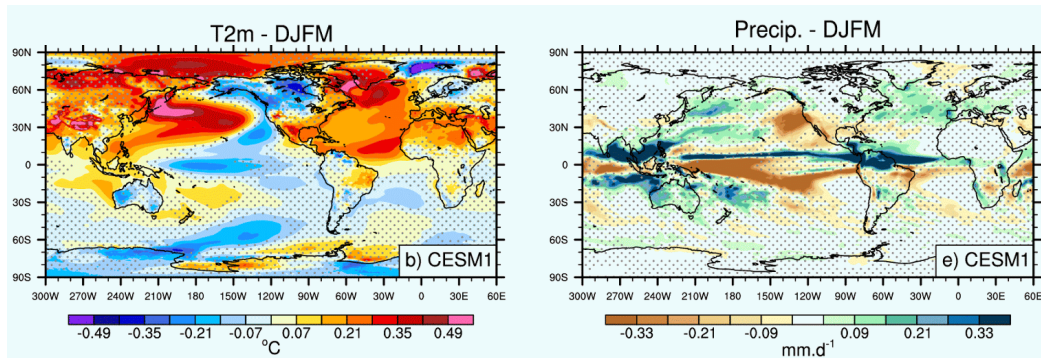 T2m - DJFM
90N
60N
30N
0
30S
60S
90S
300W 270W 240W 210W 180 150W 120W 90W 60W 30W 0 30E 60E
b) CESM1
-0.49 -0.35 -0.21 -0.07 0.07 0.21 0.35 0.49
°C
Precip. - DJFM
90N
60N
30N
0
30S
60S
90S
300W 270W 240W 210W 180 150W 120W 90W 60W 30W 0 30E 60E
e) CESM1
-0.33 -0.21 -0.09 0.09 0.21 0.33
mm.d⁻¹